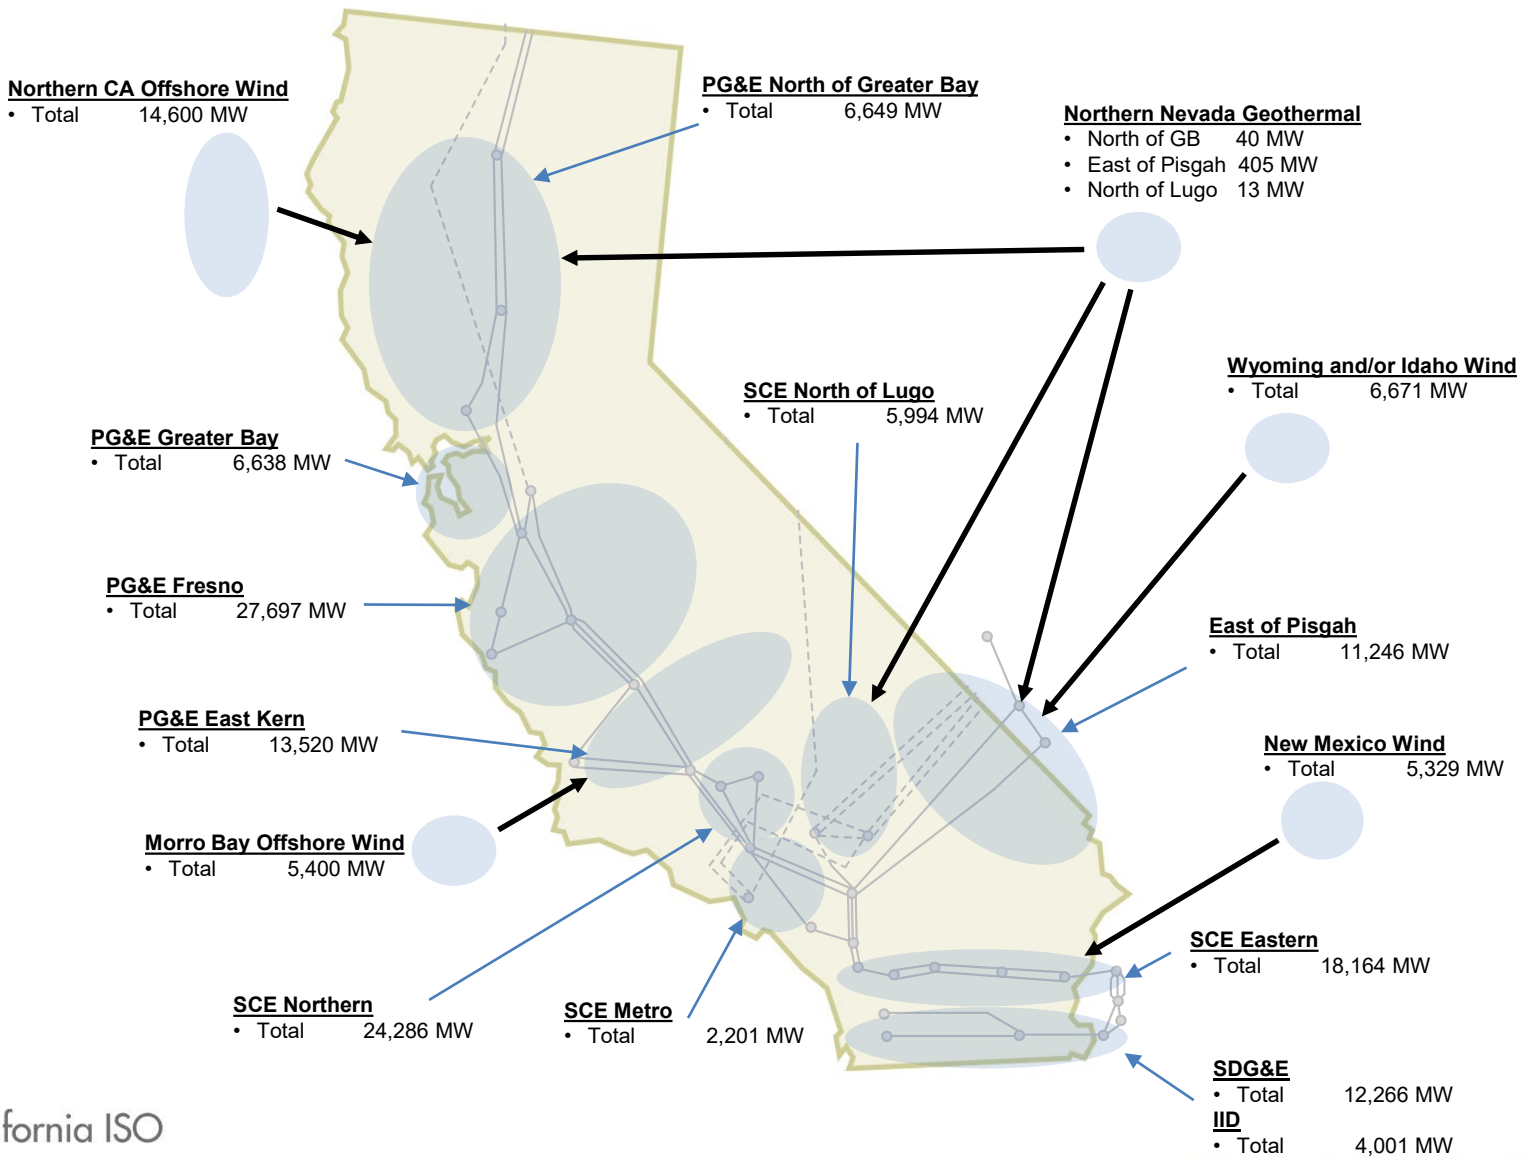 Northern CA Offshore Wind
• Total 14,600 MW
PG&E North of Greater Bay
• Total 6,649 MW
Northern Nevada Geothermal
• North of GB 40 MW
• East of Pisgah 405 MW
• North of Lugo 13 MW
Wyoming and/or Idaho Wind
• Total 6,671 MW
SCE North of Lugo
• Total 5,994 MW
PG&E Greater Bay
• Total 6,638 MW
PG&E Fresno
• Total 27,697 MW
East of Pisgah
• Total 11,246 MW
PG&E East Kern
• Total 13,520 MW
New Mexico Wind
• Total 5,329 MW
Morro Bay Offshore Wind
• Total 5,400 MW
SCE Eastern
• Total 18,164 MW
SCE Northern
• Total 24,286 MW
SCE Metro
• Total 2,201 MW
SDG&E
• Total 12,266 MW
IID
• Total 4,001 MW
fornia ISO